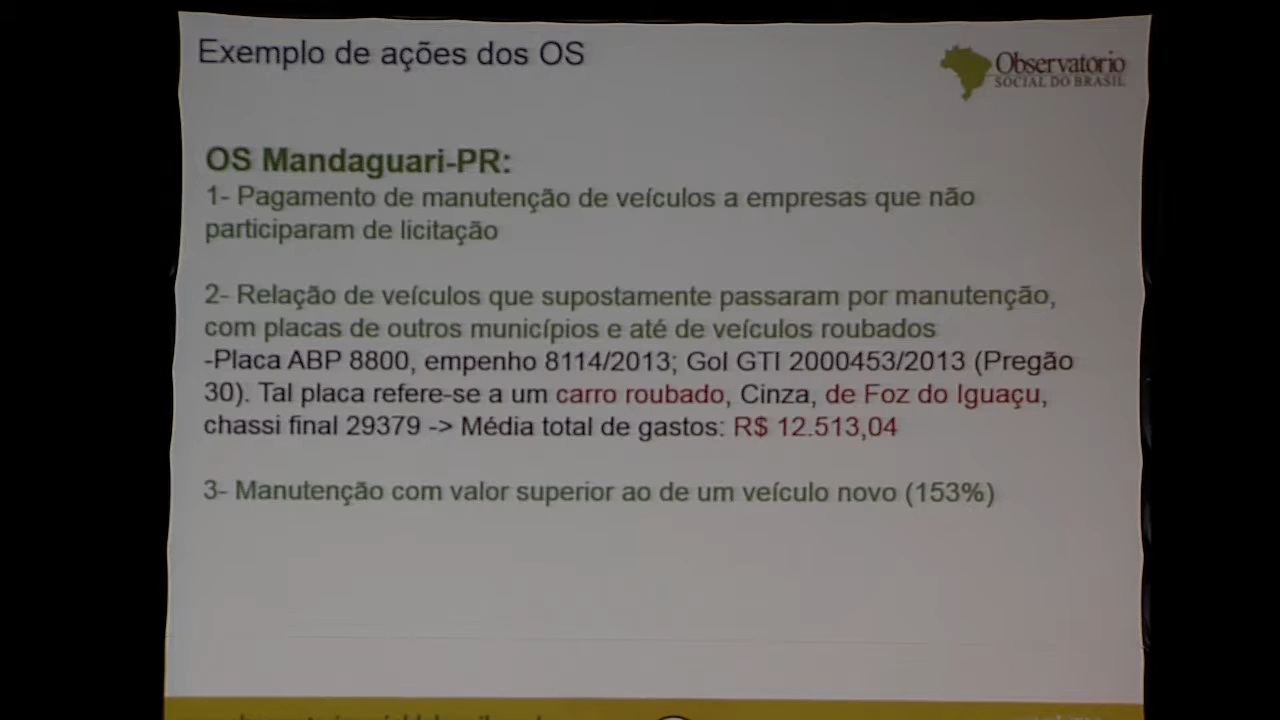 Exemplo de ações dos OS
Observatório
SOCIAL DO BRASIL
OS Mandaguari-PR:
1- Pagamento de manutenção de veículos a empresas que não
participaram de licitação
2- Relação de veículos que supostamente passaram por manutenção,
com placas de outros municípios e até de veículos roubados
-Placa ABP 8800, empenho 8114/2013; Gol GTI 2000453/2013 (Pregão
30). Tal placa refere-se a um carro roubado, Cinza, de Foz do Iguaçu,
chassi final 29379 -> Média total de gastos: R$ 12.513,04
3- Manutenção com valor superior ao de um veículo novo (153%)